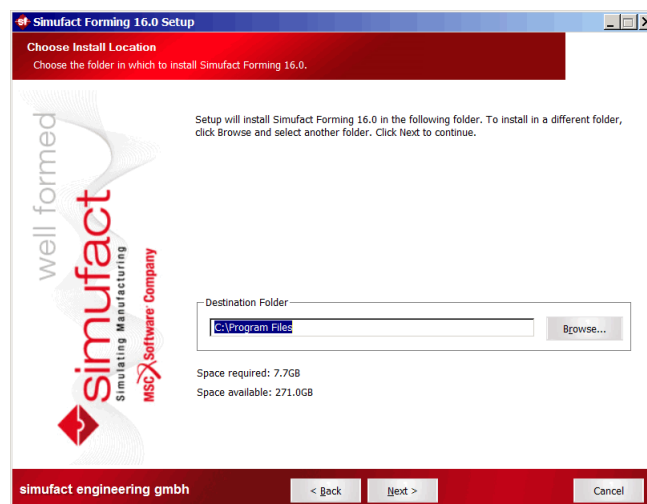 Simufact Forming 16.0 Setup
Choose Install Location
Choose the folder in which to install Simufact Forming 16.0.
well formed
simufact
Simulating Manufacturing
MSC Software Company
Setup will install Simufact Forming 16.0 in the following folder. To install in a different folder,
click Browse and select another folder. Click Next to continue.
Destination Folder
C:\Program Files
Browse...
Space required: 7.7GB
Space available: 271.0GB
simufact engineering gmbh
< Back
Next >
Cancel